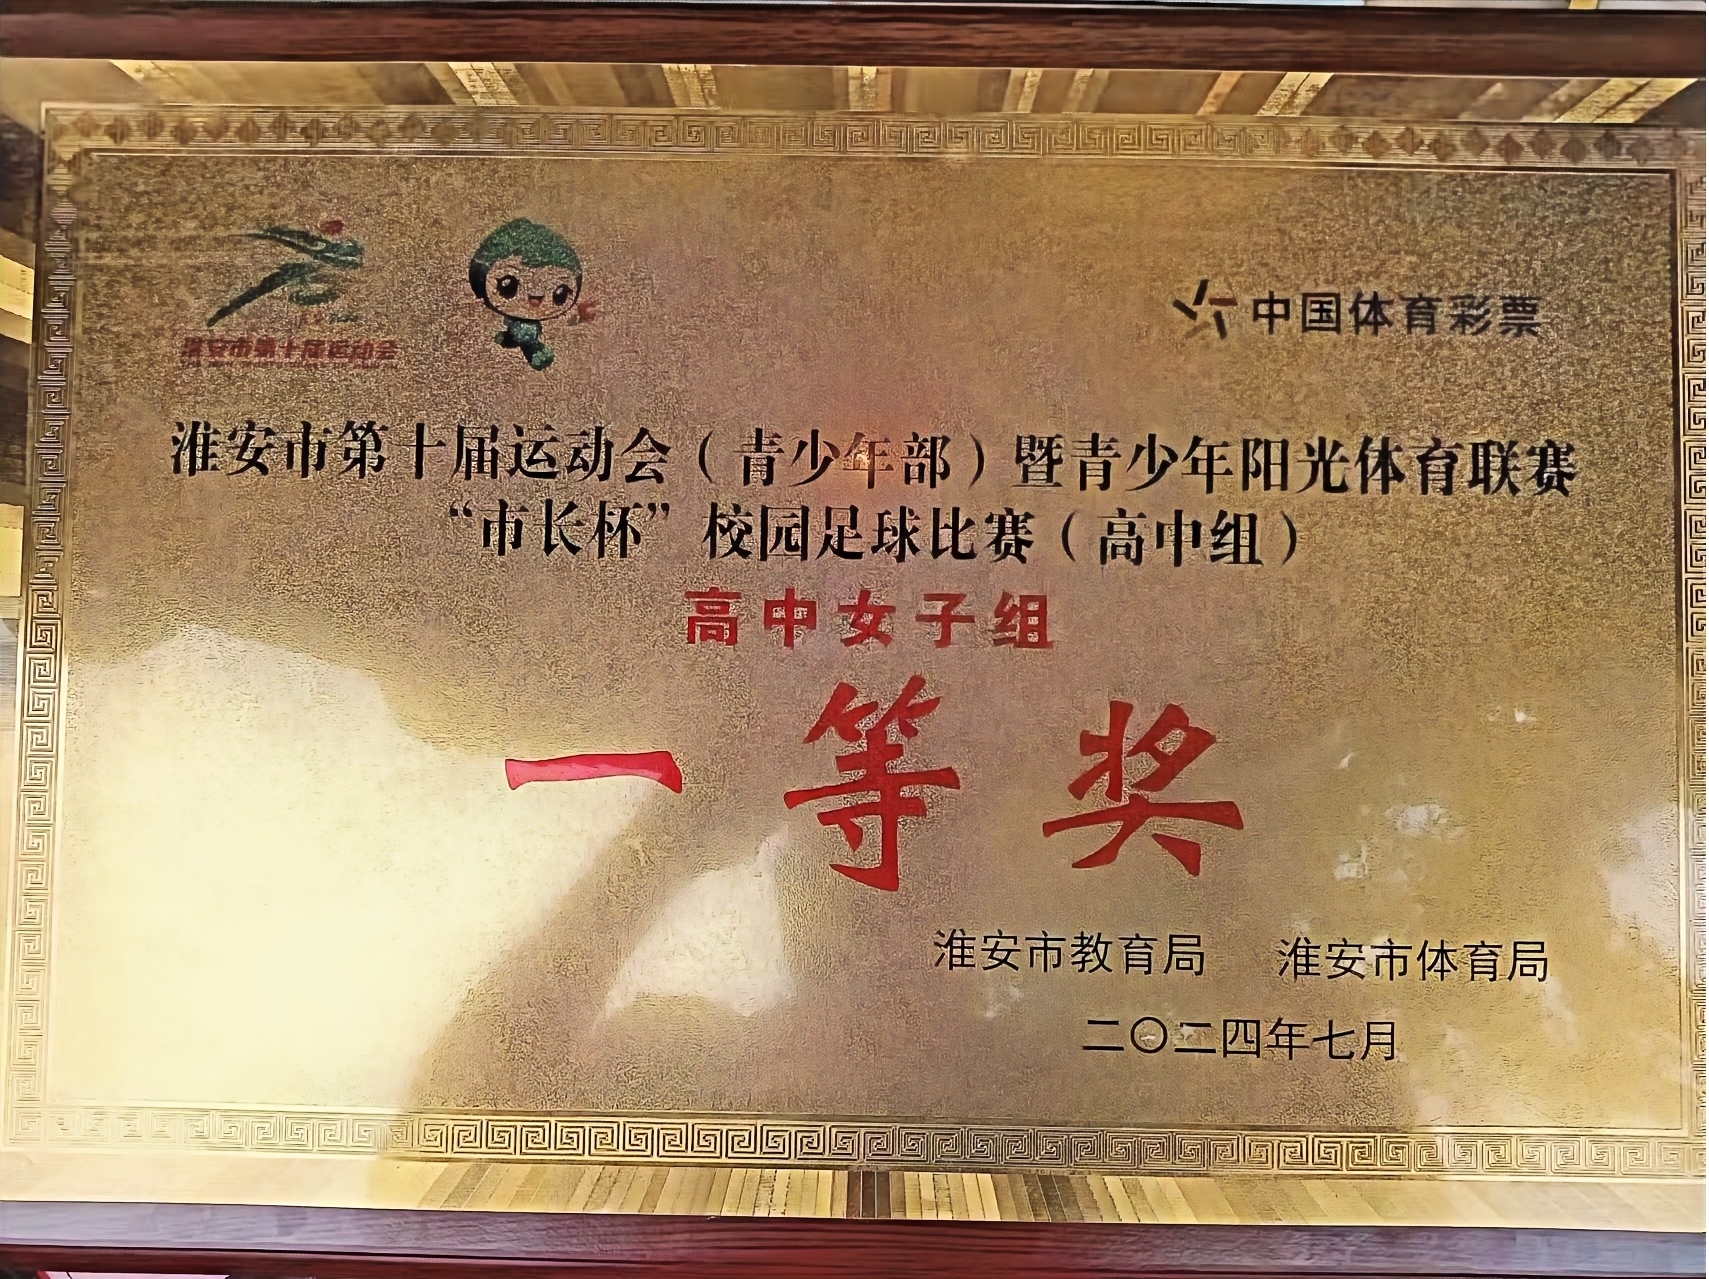 淮安市第十届运动会
中国体育彩票
淮安市第十届运动会（青少年部）暨青少年阳光体育联赛
“市长杯”校园足球比赛（高中组）
高中女子组
一等奖
淮安市教育局 淮安市体育局
二〇二四年七月